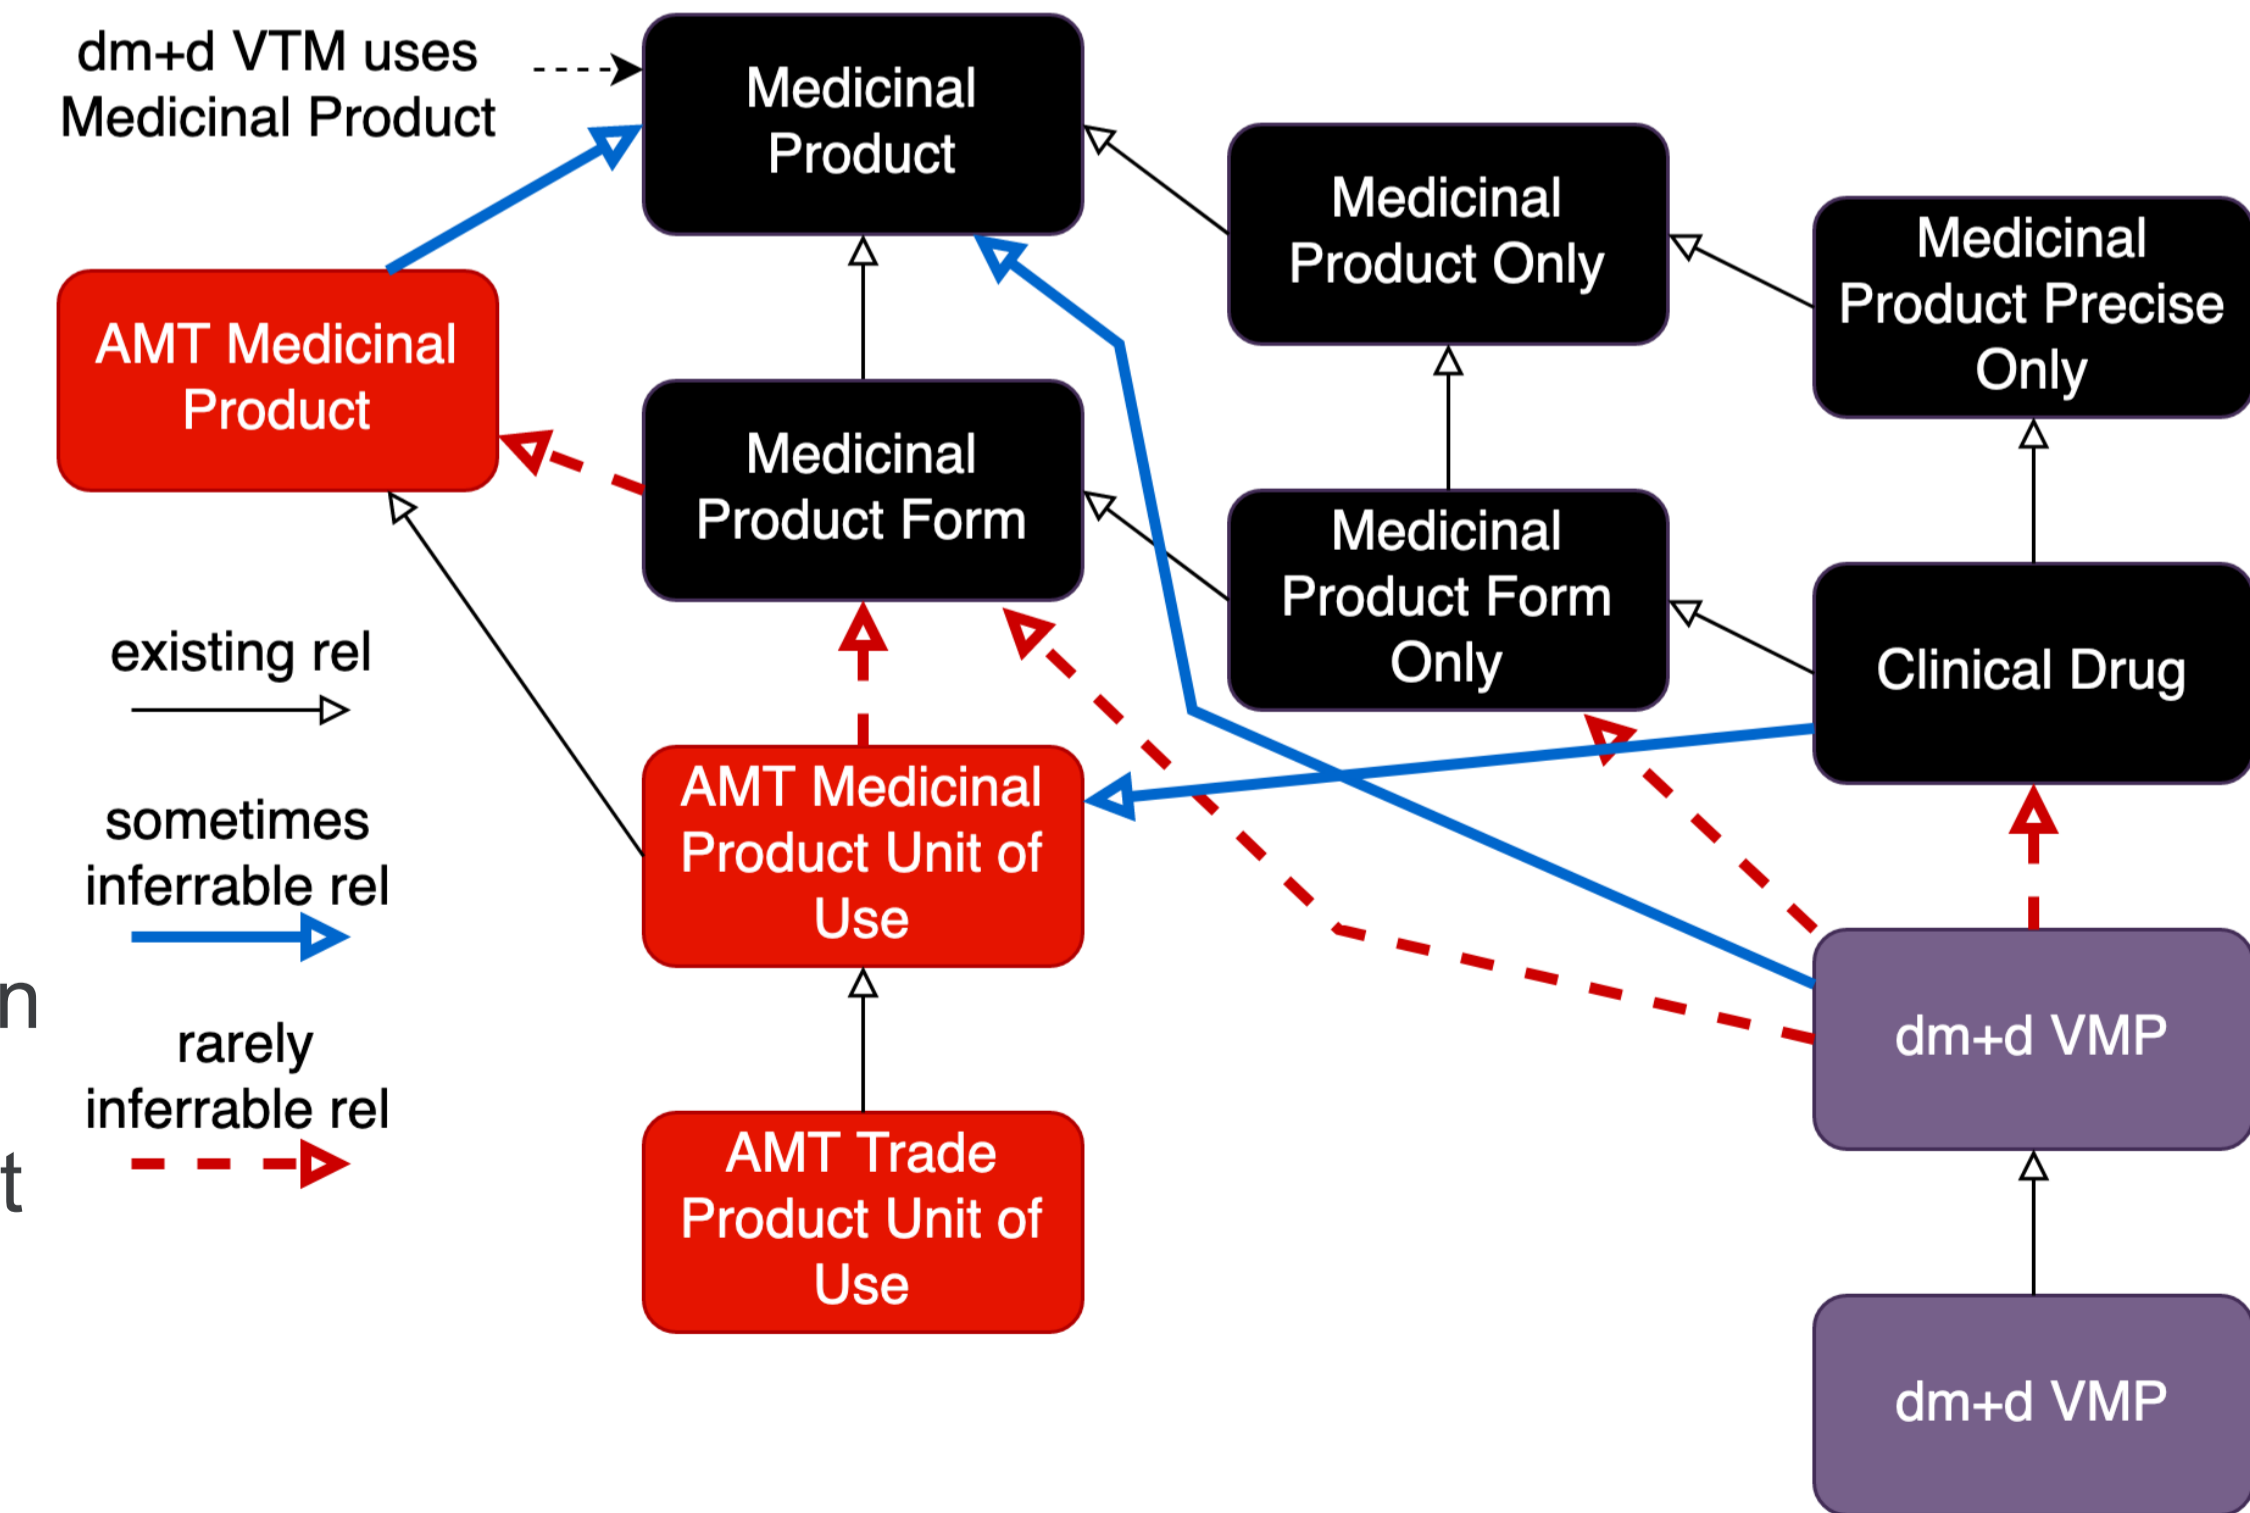 dm+d VTM uses
Medicinal Product
Medicinal
Product
Medicinal
Product Only
Medicinal
Product Precise
Only
AMT Medicinal
Product
Medicinal
Product Form
Medicinal
Product Form
Only
Clinical Drug
existing rel
sometimes
inferrable rel
rarely
inferrable rel
n
t
AMT Medicinal
Product Unit of
Use
dm+d VMP
AMT Trade
Product Unit of
Use
dm+d VMP